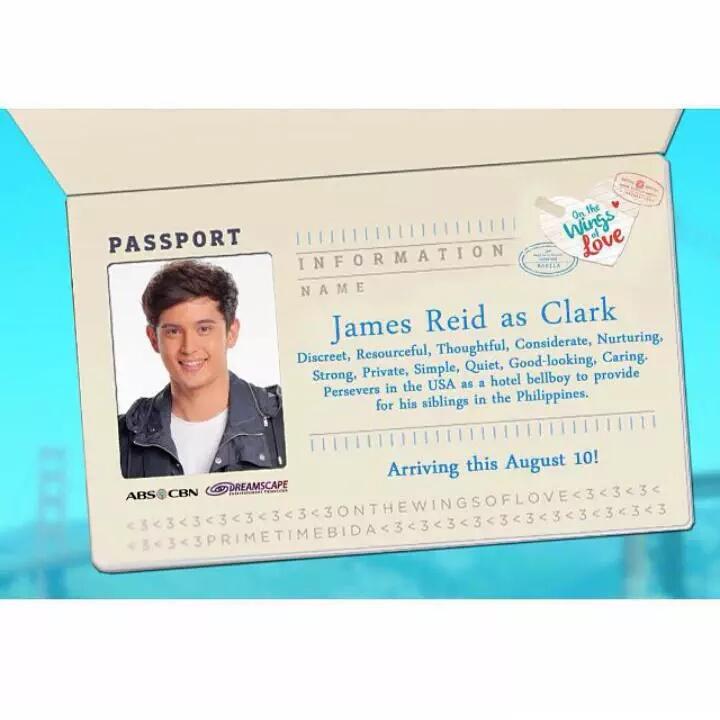 PASSPORT
INFORMATION
NAME
On the
Wings
of
Love
MANILA
James Reid as Clark
Discreet, Resourceful, Thoughtful, Considerate, Nurturing,
Strong, Private, Simple, Quiet, Good-looking, Caring.
Persevers in the USA as a hotel bellboy to provide
for his siblings in the Philippines.
Arriving this August 10!
ABS CBN
DREAMSCAPE
<3<3<3<3<3<3<3<3ONTHEWINGSOFLOVE<3<3<3<
<3<3<3PRIMETIMEBIDA<3<3<3<3<3<3<3<3<3<3<3